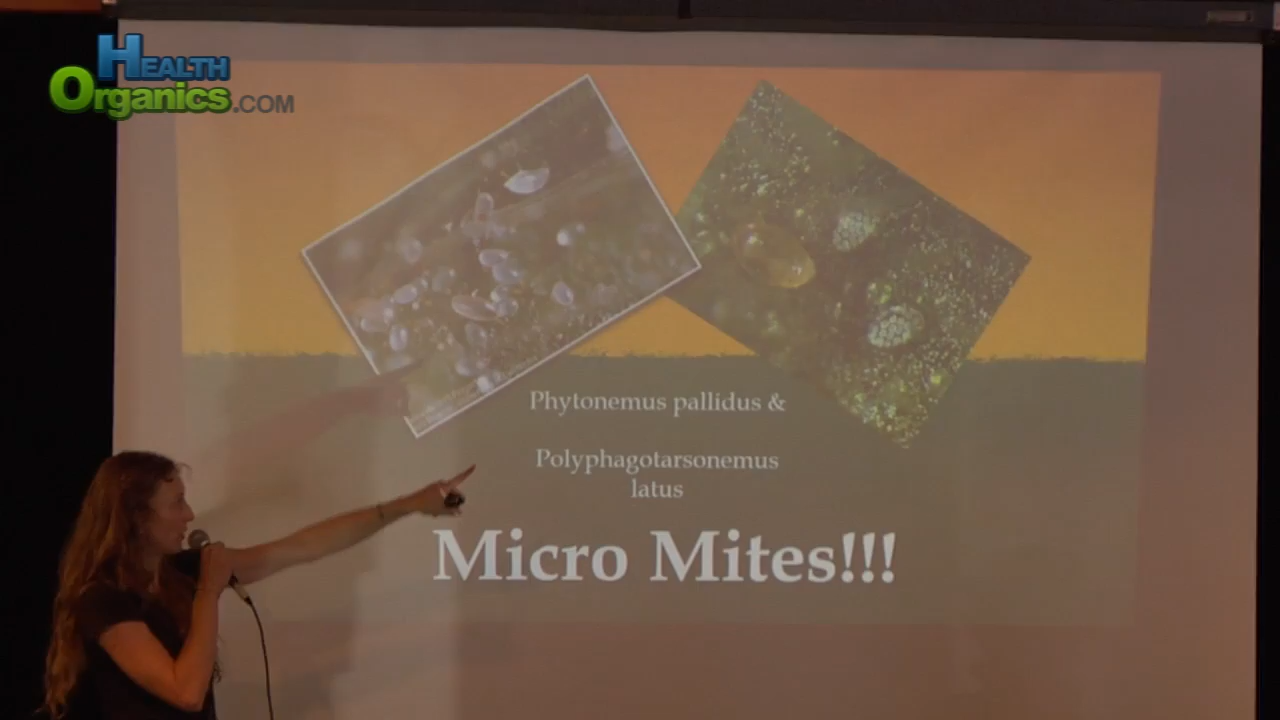 Health
Organics.com
Phytonemus pallidus &
Polyphagotarsonemus
latus
Micro Mites!!!